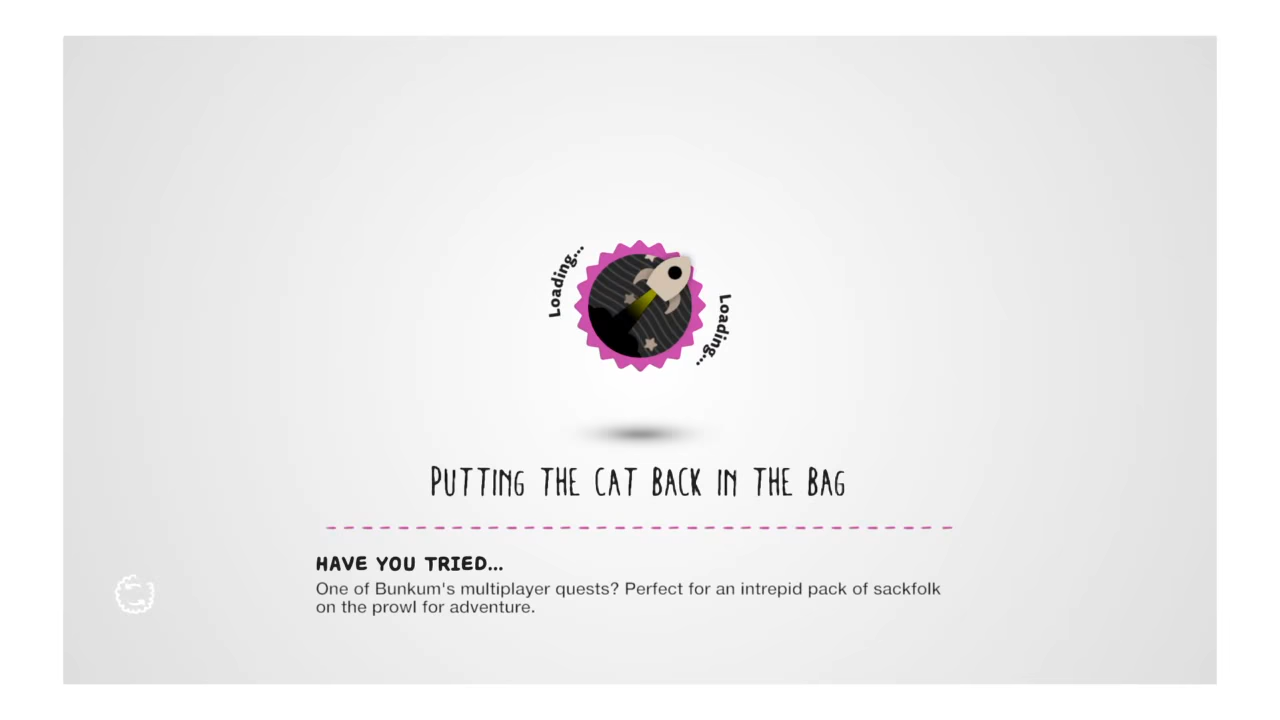 Loading...
Loading...
PUTTING THE CAT BACK IN THE BAG
HAVE YOU TRIED...
One of Bunkum's multiplayer quests? Perfect for an intrepid pack of sackfolk
on the prowl for adventure.